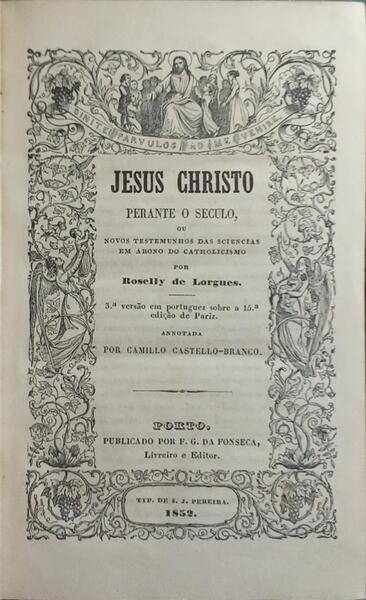 SINITE PARVULOS AD ME VENIRE
JESUS CHRISTO
PERANTE O SECULO,
OU
NOVOS TESTEMUNHOS DAS SCIENCIAS
EM ABONO DO CATHOLICISMO
POR
Roselly de Lorgues.
3.ª versão em portuguez sobre a 15.ª
edição de Pariz.
ANNOTADA
POR CAMILLO CASTELLO-BRANCO.
PORTO.
PUBLICADO POR F. G. DA FONSECA,
Livreiro e Editor.
TYP. DE S. J. PEREIRA.
1852.